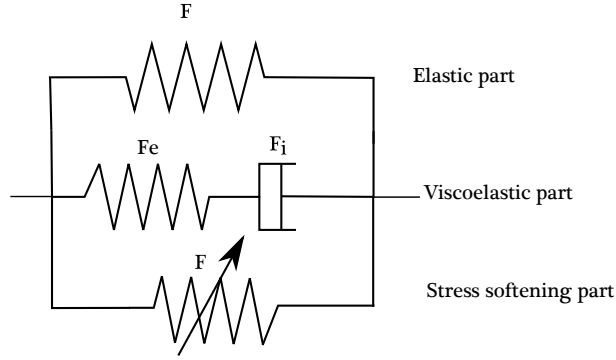 F
Elastic part
Fe
Fi
Viscoelastic part
F
Stress softening part